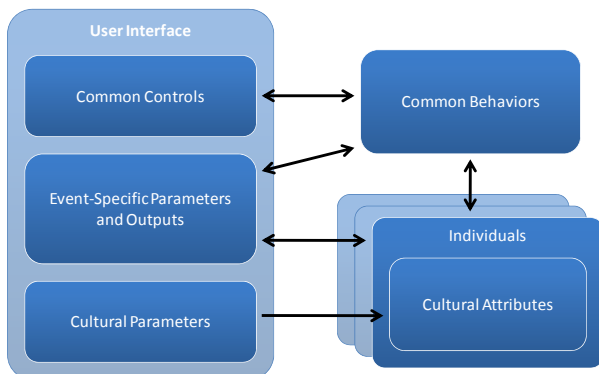 User Interface
Common Controls
Event-Specific Parameters
and Outputs
Cultural Parameters
Common Behaviors
Individuals
Cultural Attributes